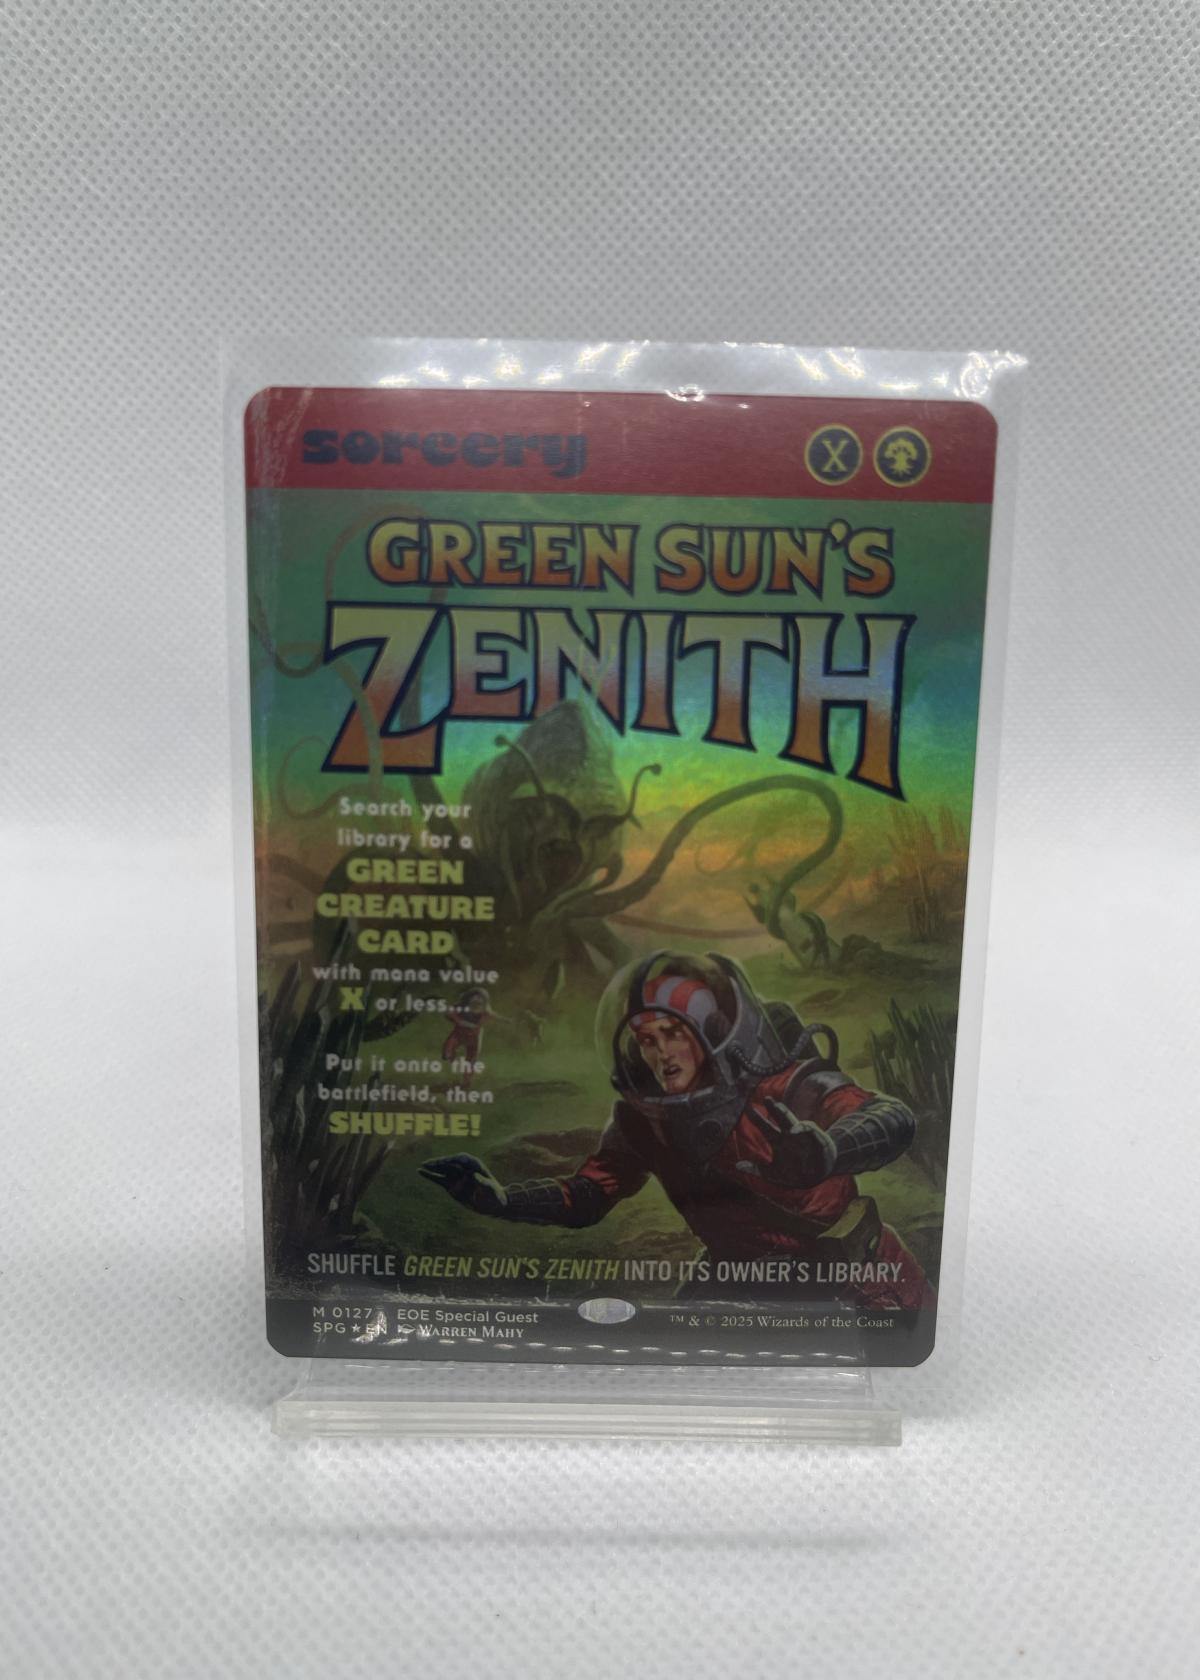 sorcery X
GREEN SUN'S
ZENITH
Search your
library for a
GREEN
CREATURE
CARD
with mana value
X or less...
Put it onto the
battlefield, then
SHUFFLE!
SHUFFLE GREEN SUN'S ZENITH INTO ITS OWNER'S LIBRARY.
M 0127 EOE Special Guest
SPG★EN WARREN MAHY
™ & © 2025 Wizards of the Coast